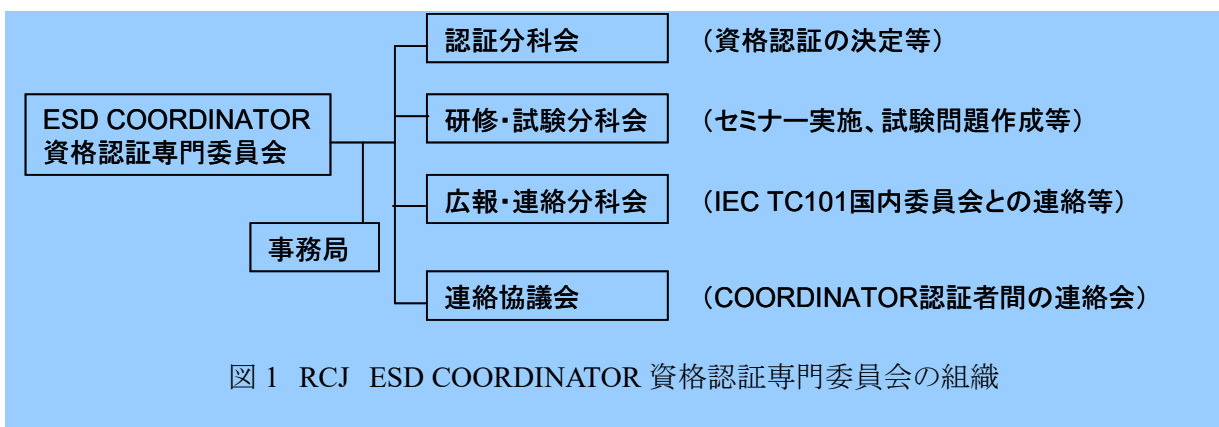 認証分科会 （資格認証の決定等）
ESD COORDINATOR
資格認証専門委員会
研修・試験分科会 （セミナー実施、試験問題作成等）
広報・連絡分科会 （IEC TC101国内委員会との連絡等）
事務局
連絡協議会 （COORDINATOR認証者間の連絡会）
図 1 RCJ ESD COORDINATOR 資格認証専門委員会の組織